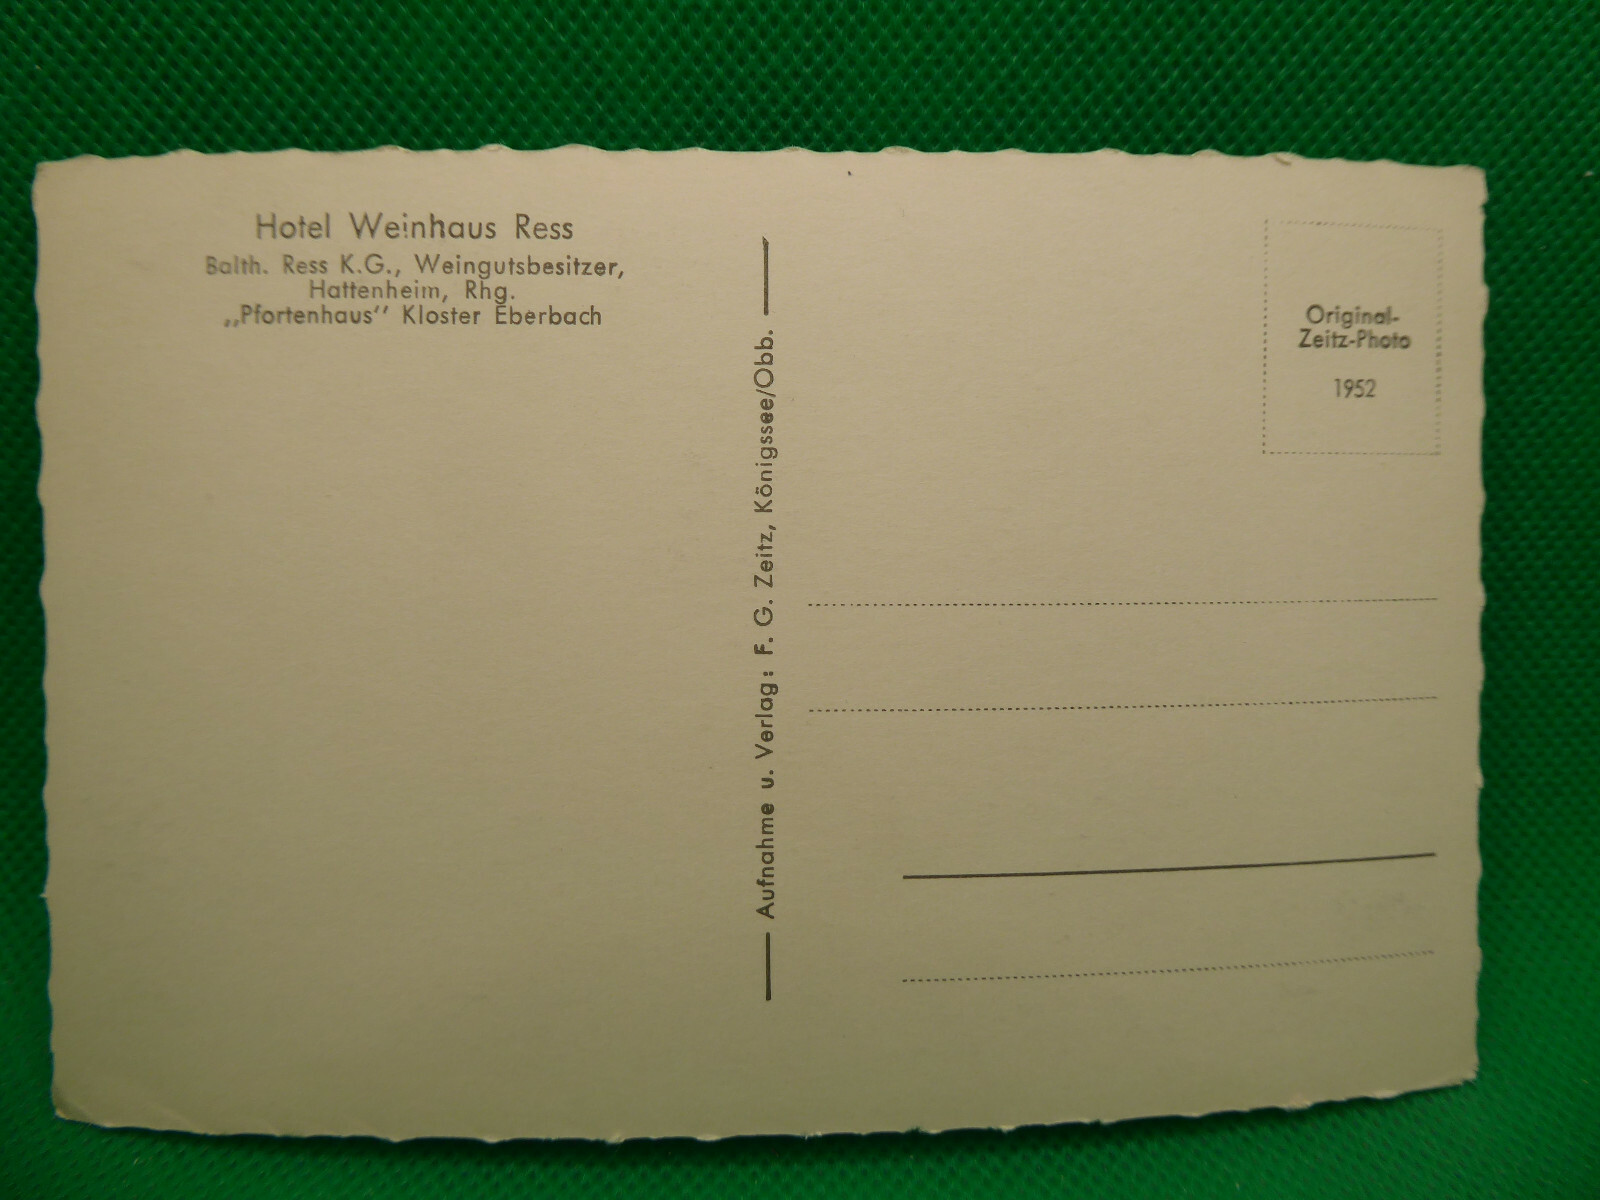 Hotel Weinhaus Ress
Balth. Ress K.G., Weingutsbesitzer,
Hattenheim, Rhg.
„Pfortenhaus'' Kloster Eberbach
Aufnahme u. Verlag: F. G. Zeitz, Königssee/Obb.
Original-
Zeitz-Photo
1952